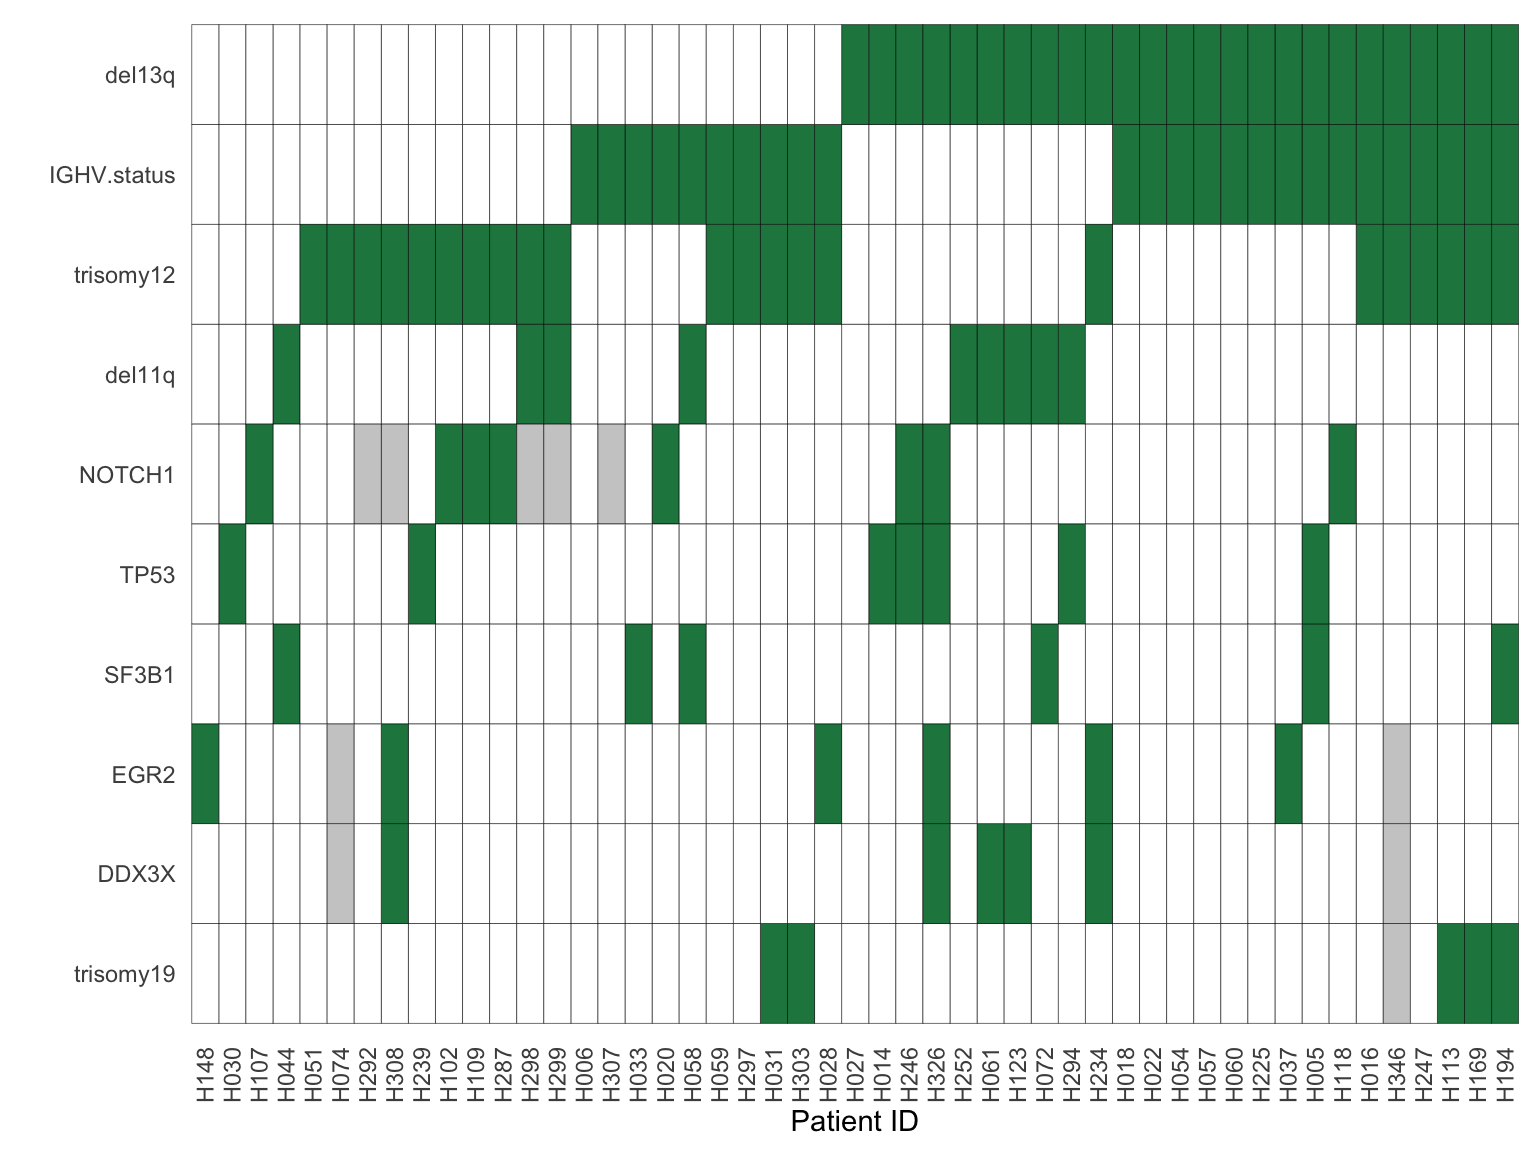 del13q
IGHV.status
trisomy12
del11q
NOTCH1
TP53
SF3B1
EGR2
DDX3X
trisomy19
H148 H030 H107 H044 H051 H074 H292 H308 H239 H102 H109 H287 H298 H299 H006 H307 H033 H020 H058 H059 H297 H031 H303 H028 H027 H014 H246 H326 H252 H061 H123 H072 H294 H234 H018 H022 H054 H057 H060 H225 H037 H005 H118 H016 H346 H247 H113 H169 H194
Patient ID